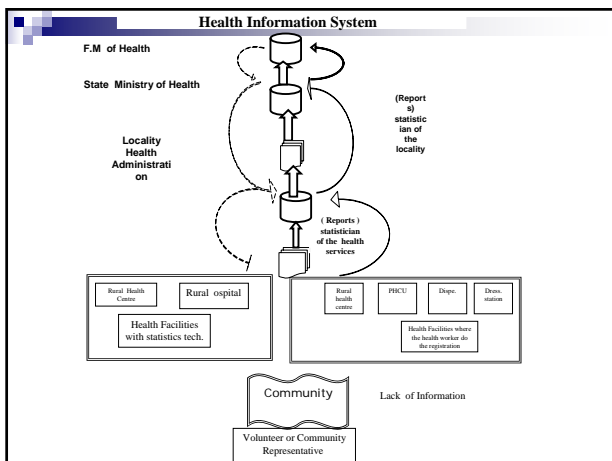 Health Information System
F.M of Health
State Ministry of Health
(Report
s)
statistic
ian of
the
locality
Locality
Health
Administrati
on
( Reports )
statistician
of the health
services
Rural Health
Centre
Rural ospital
Health Facilities
with statistics tech.
Rural
health
centre
PHCU
Dispe.
Dress.
station
Health Facilities where
the health worker do
the registration
Community
Lack of Information
Volunteer or Community
Representative